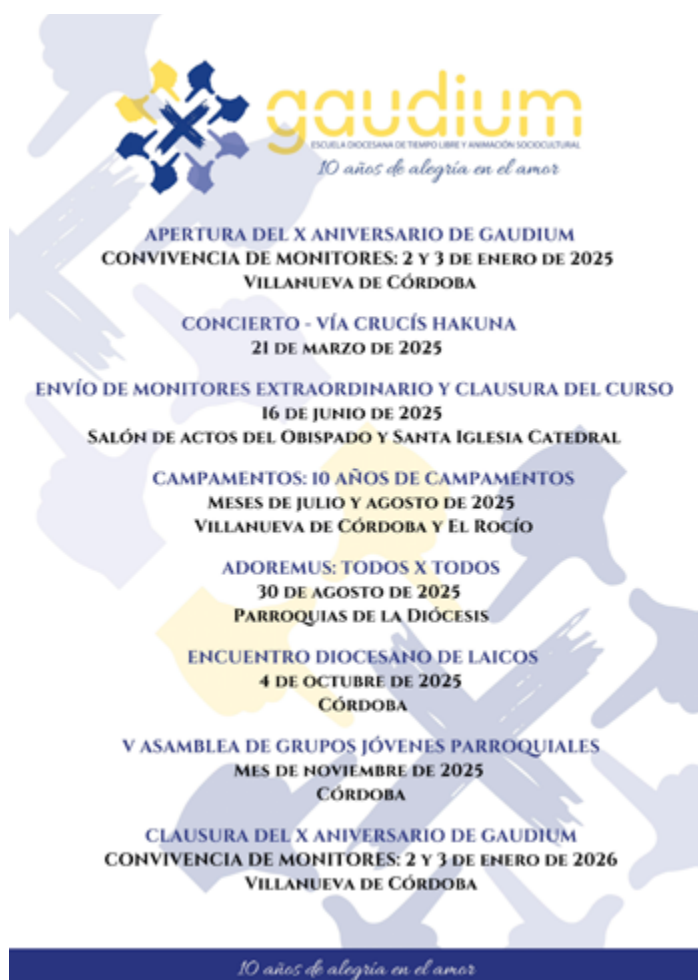 gaudium
ESCUELA DIOCESANA DE TIEMPO LIBRE Y ANIMACIÓN SOCIOCULTURAL
10 años de alegría en el amor
APERTURA DEL X ANIVERSARIO DE GAUDIUM
CONVIVENCIA DE MONITORES: 2 Y 3 DE ENERO DE 2025
VILLANUEVA DE CÓRDOBA
CONCIERTO - VÍA CRUCÍS HAKUNA
21 DE MARZO DE 2025
ENVÍO DE MONITORES EXTRAORDINARIO Y CLAUSURA DEL CURSO
16 DE JUNIO DE 2025
SALÓN DE ACTOS DEL OBISPADO Y SANTA IGLESIA CATEDRAL
CAMPAMENTOS: 10 AÑOS DE CAMPAMENTOS
MESES DE JULIO Y AGOSTO DE 2025
VILLANUEVA DE CÓRDOBA Y EL ROCÍO
ADOREMUS: TODOS X TODOS
30 DE AGOSTO DE 2025
PARROQUIAS DE LA DIÓCESIS
ENCUENTRO DIOCESANO DE LAICOS
4 DE OCTUBRE DE 2025
CÓRDOBA
V ASAMBLEA DE GRUPOS JÓVENES PARROQUIALES
MES DE NOVIEMBRE DE 2025
CÓRDOBA
CLAUSURA DEL X ANIVERSARIO DE GAUDIUM
CONVIVENCIA DE MONITORES: 2 Y 3 DE ENERO DE 2026
VILLANUEVA DE CÓRDOBA
10 años de alegría en el amor